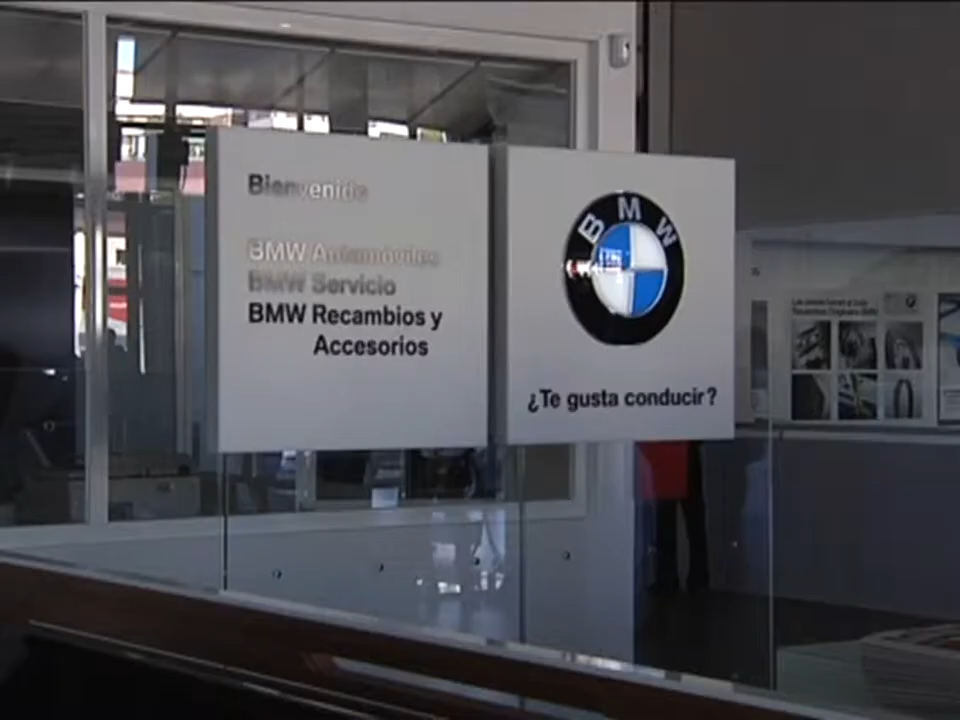 Bienvenido
BMW Automóviles
BMW Servicio
BMW Recambios y
Accesorios
BMW
¿Te gusta conducir?